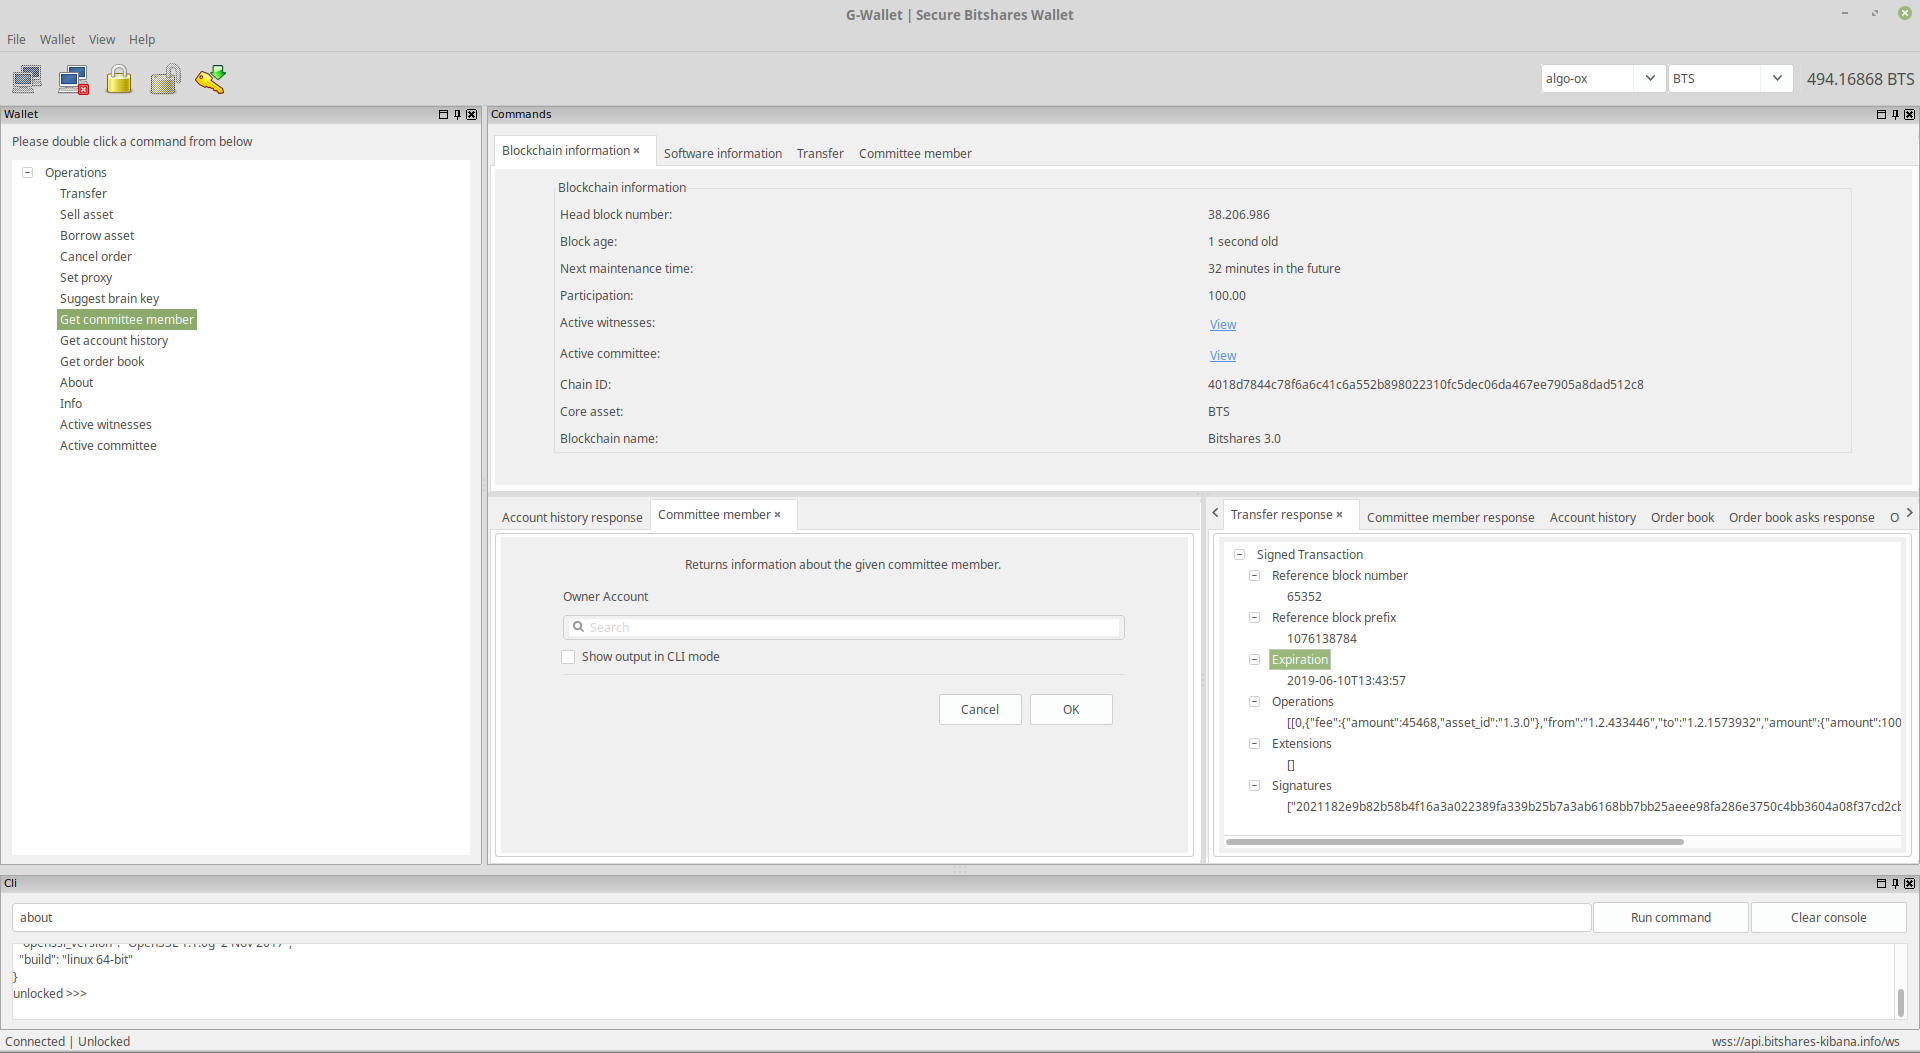 G-Wallet | Secure Bitshares Wallet
File Wallet View Help
algo-ox BTS 494.16868 BTS
Wallet
Please double click a command from below
Operations
Transfer
Sell asset
Borrow asset
Cancel order
Set proxy
Suggest brain key
Get committee member
Get account history
Get order book
About
Info
Active witnesses
Active committee
Commands
Blockchain information × Software information Transfer Committee member
Blockchain information
Head block number: 38.206.986
Block age: 1 second old
Next maintenance time: 32 minutes in the future
Participation: 100.00
Active witnesses: View
Active committee: View
Chain ID: 4018d7844c78f6a6c41c6a552b898022310fc5dec06da467ee7905a8dad512c8
Core asset: BTS
Blockchain name: Bitshares 3.0
Account history response Committee member ×
Returns information about the given committee member.
Owner Account
Search
Show output in CLI mode
Cancel OK
Transfer response × Committee member response Account history Order book Order book asks response O
Signed Transaction
Reference block number
65352
Reference block prefix
1076138784
Expiration
2019-06-10T13:43:57
Operations
[[0,{"fee":{"amount":45468,"asset_id":"1.3.0"},"from":"1.2.433446","to":"1.2.1573932","amount":{"amount":100
Extensions
[]
Signatures
["2021182e9b82b58b4f16a3a022389fa339b25b7a3ab6168bb7bb25aeee98fa286e3750c4bb3604a08f37cd2cb
Cli
about
Run command Clear console
"openssl_version": "OpenSSL 1.1.0g 2 Nov 2017",
"build": "linux 64-bit"
}
unlocked >>>
Connected | Unlocked
wss://api.bitshares-kibana.info/ws